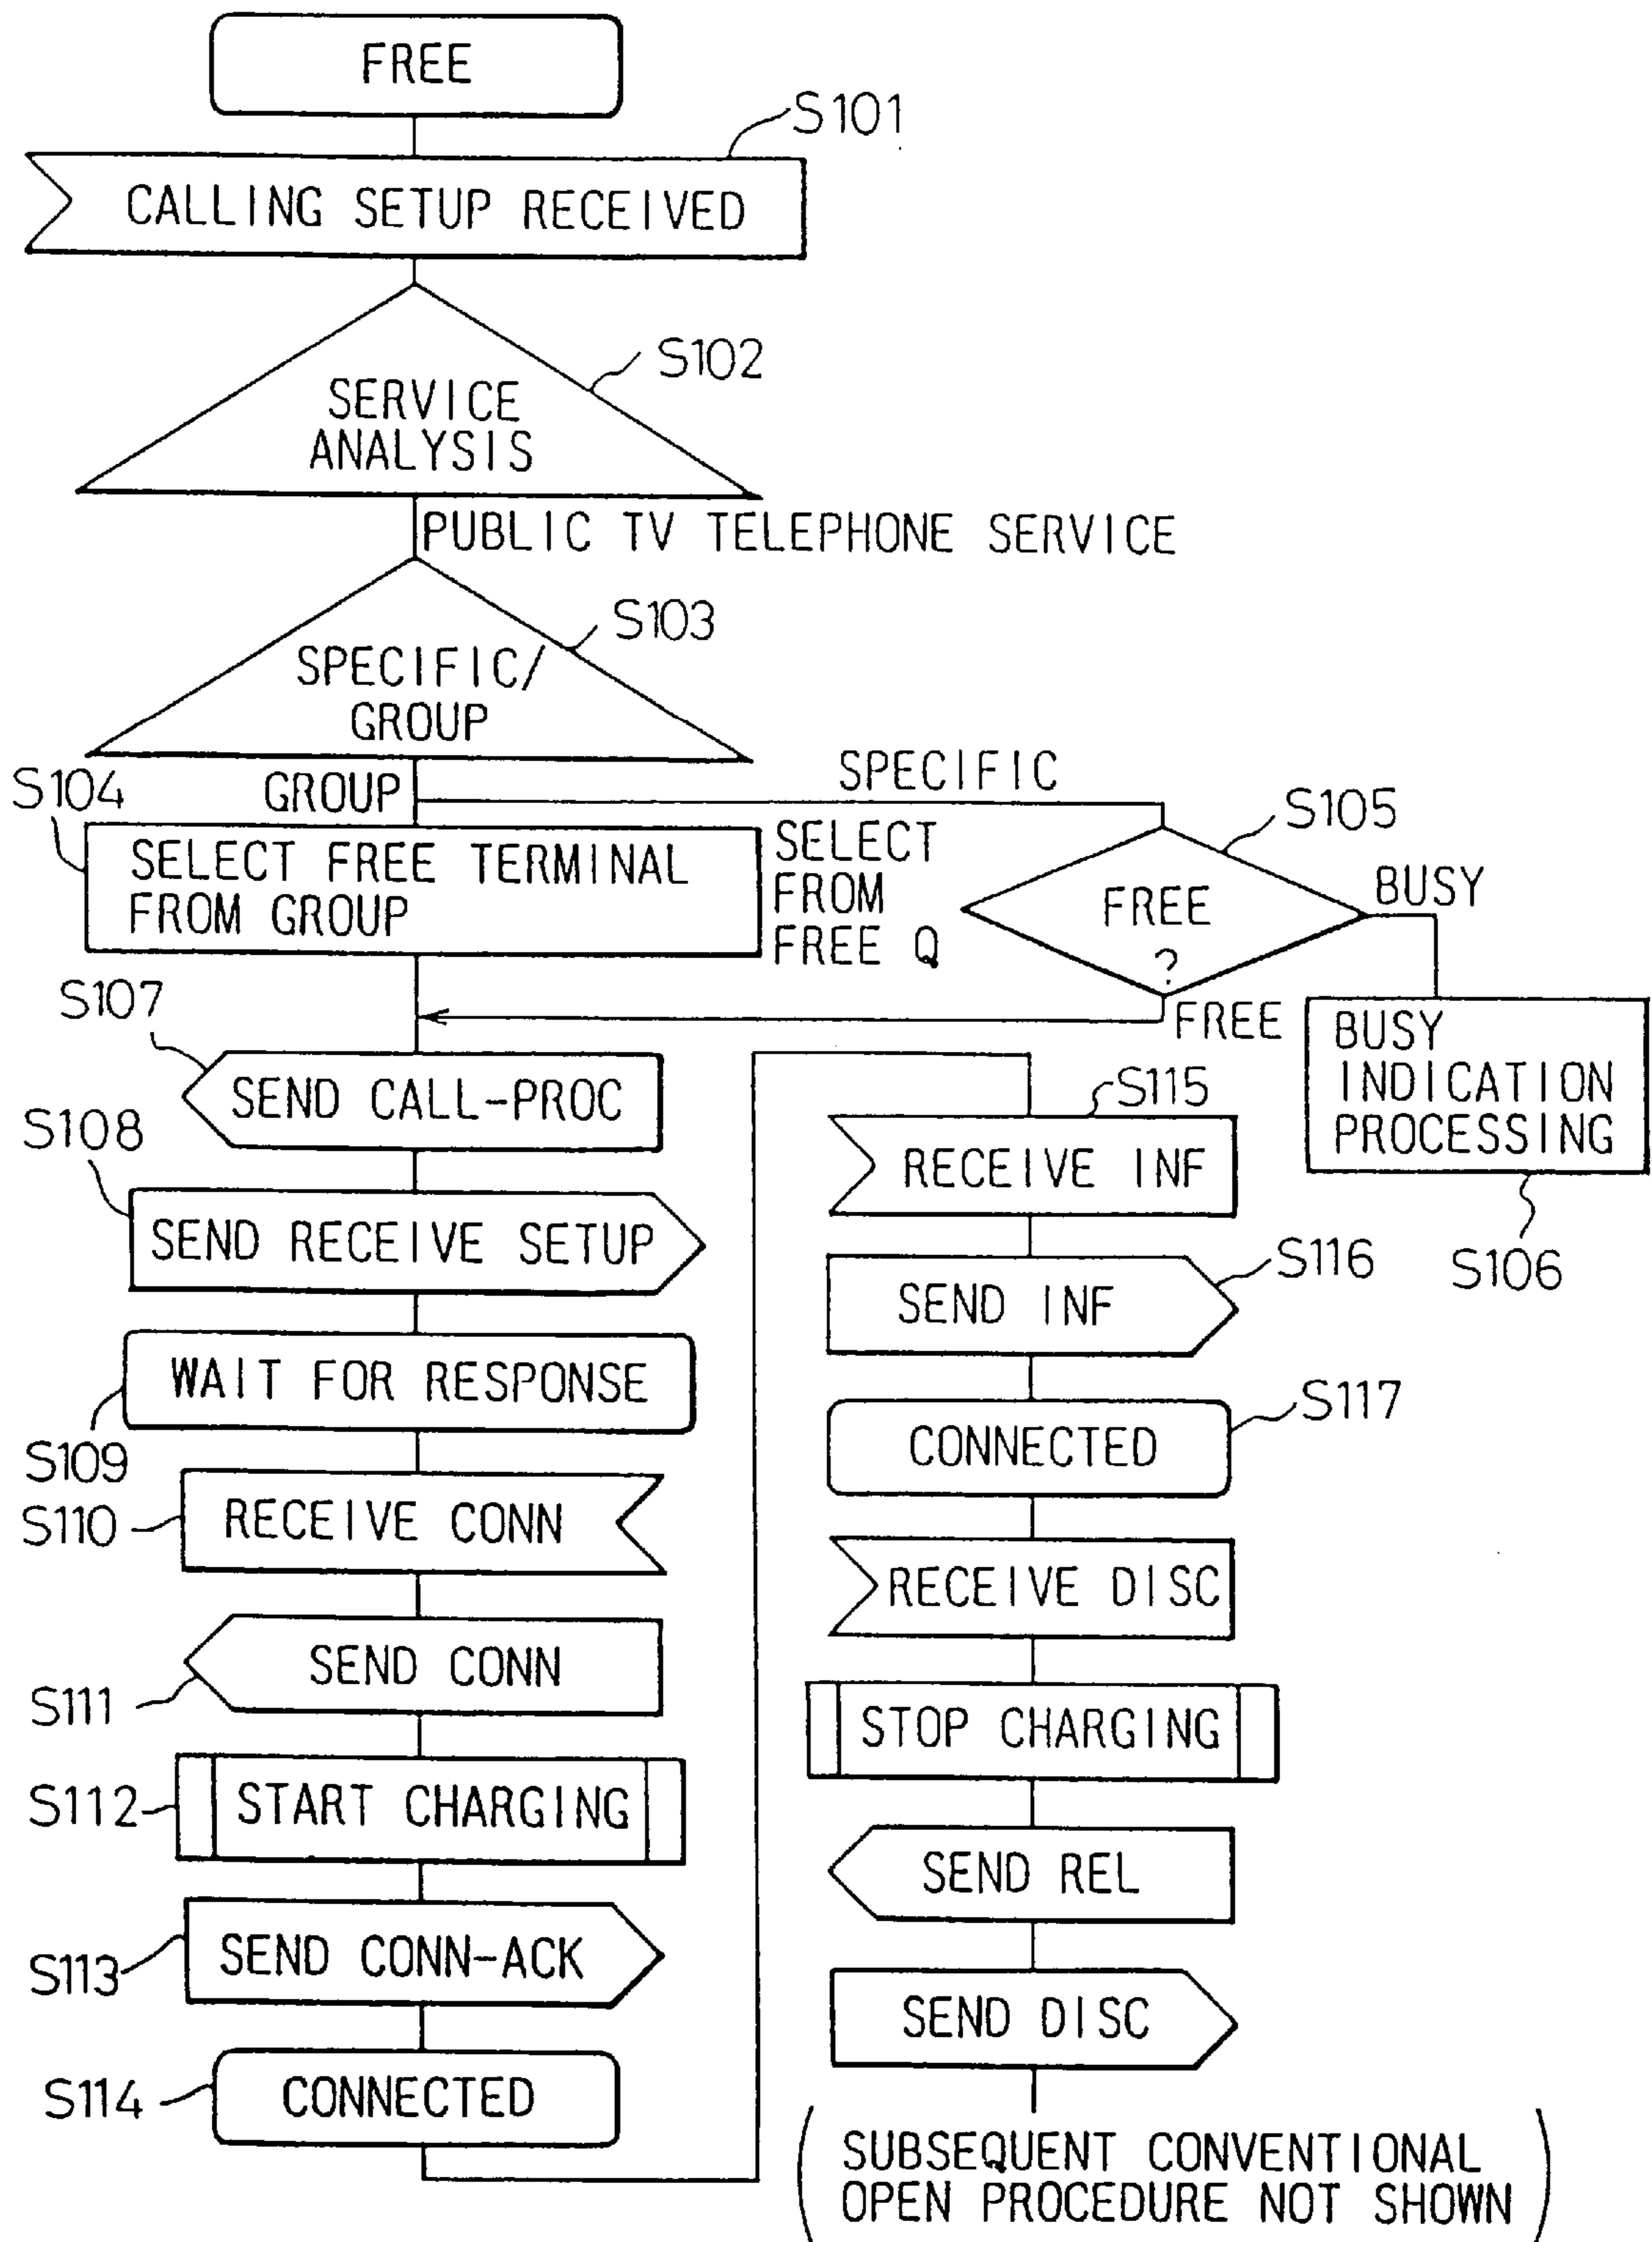 FREE
S101
CALLING SETUP RECEIVED
S102
SERVICE
ANALYSIS
PUBLIC TV TELEPHONE SERVICE
S103
SPECIFIC/
GROUP
S104
GROUP
SPECIFIC
S105
SELECT FREE TERMINAL
FROM GROUP
SELECT
FROM
FREE Q
FREE
?
BUSY
FREE
BUSY
INDICATION
PROCESSING
S106
S107
SEND CALL-PROC
S108
SEND RECEIVE SETUP
WAIT FOR RESPONSE
S109
RECEIVE CONN
S110
SEND CONN
S111
START CHARGING
S112
SEND CONN-ACK
S113
CONNECTED
S114
S115
RECEIVE INF
S116
SEND INF
S117
CONNECTED
RECEIVE DISC
STOP CHARGING
SEND REL
SEND DISC
(SUBSEQUENT CONVENTIONAL
OPEN PROCEDURE NOT SHOWN)